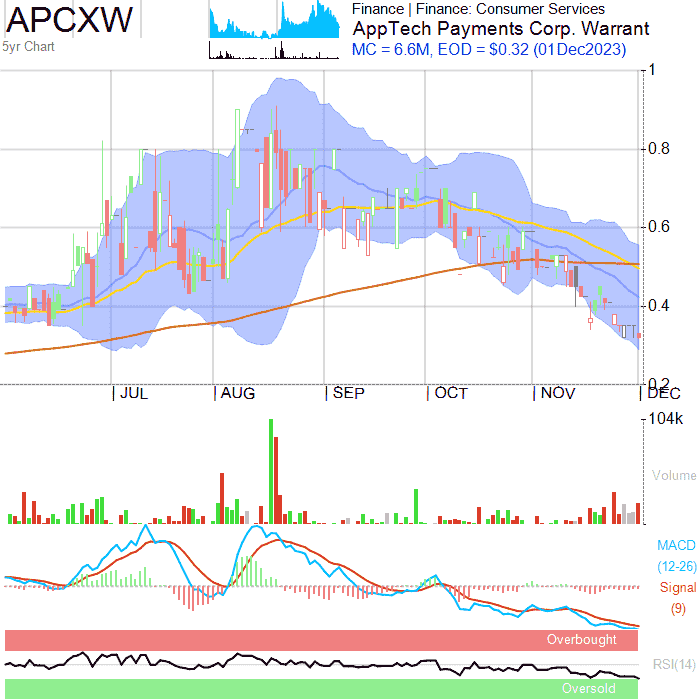 APCXW
5yr Chart
Finance | Finance: Consumer Services
AppTech Payments Corp. Warrant
MC = 6.6M, EOD = $0.32 (01Dec2023)
1
0.8
0.6
0.4
0.2
JUL AUG SEP OCT NOV DEC
104k
Volume
MACD
(12-26)
Signal
(9)
Overbought
RSI(14)
Oversold